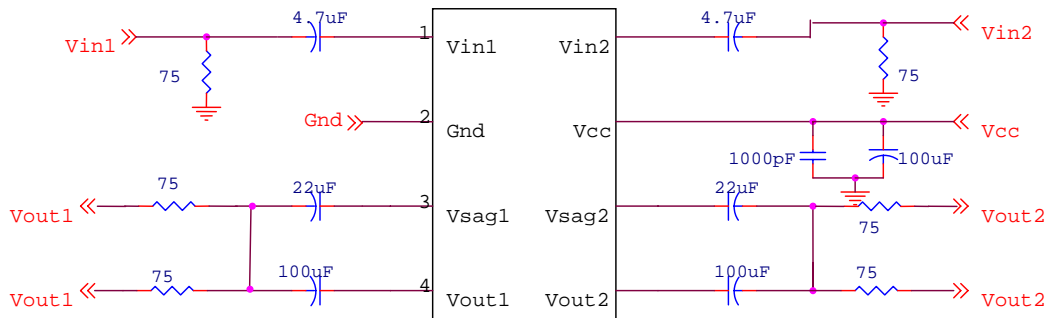 4.7uF 4.7uF
Vin1 1 Vin1 Vin2 Vin2
75 75
Gnd 2 Gnd Vcc Vcc
1000pF 100uF
75 22uF 22uF
Vout1 3 Vsag1 Vsag2 Vout2
75
75 100uF 100uF 75
Vout1 4 Vout1 Vout2 Vout2